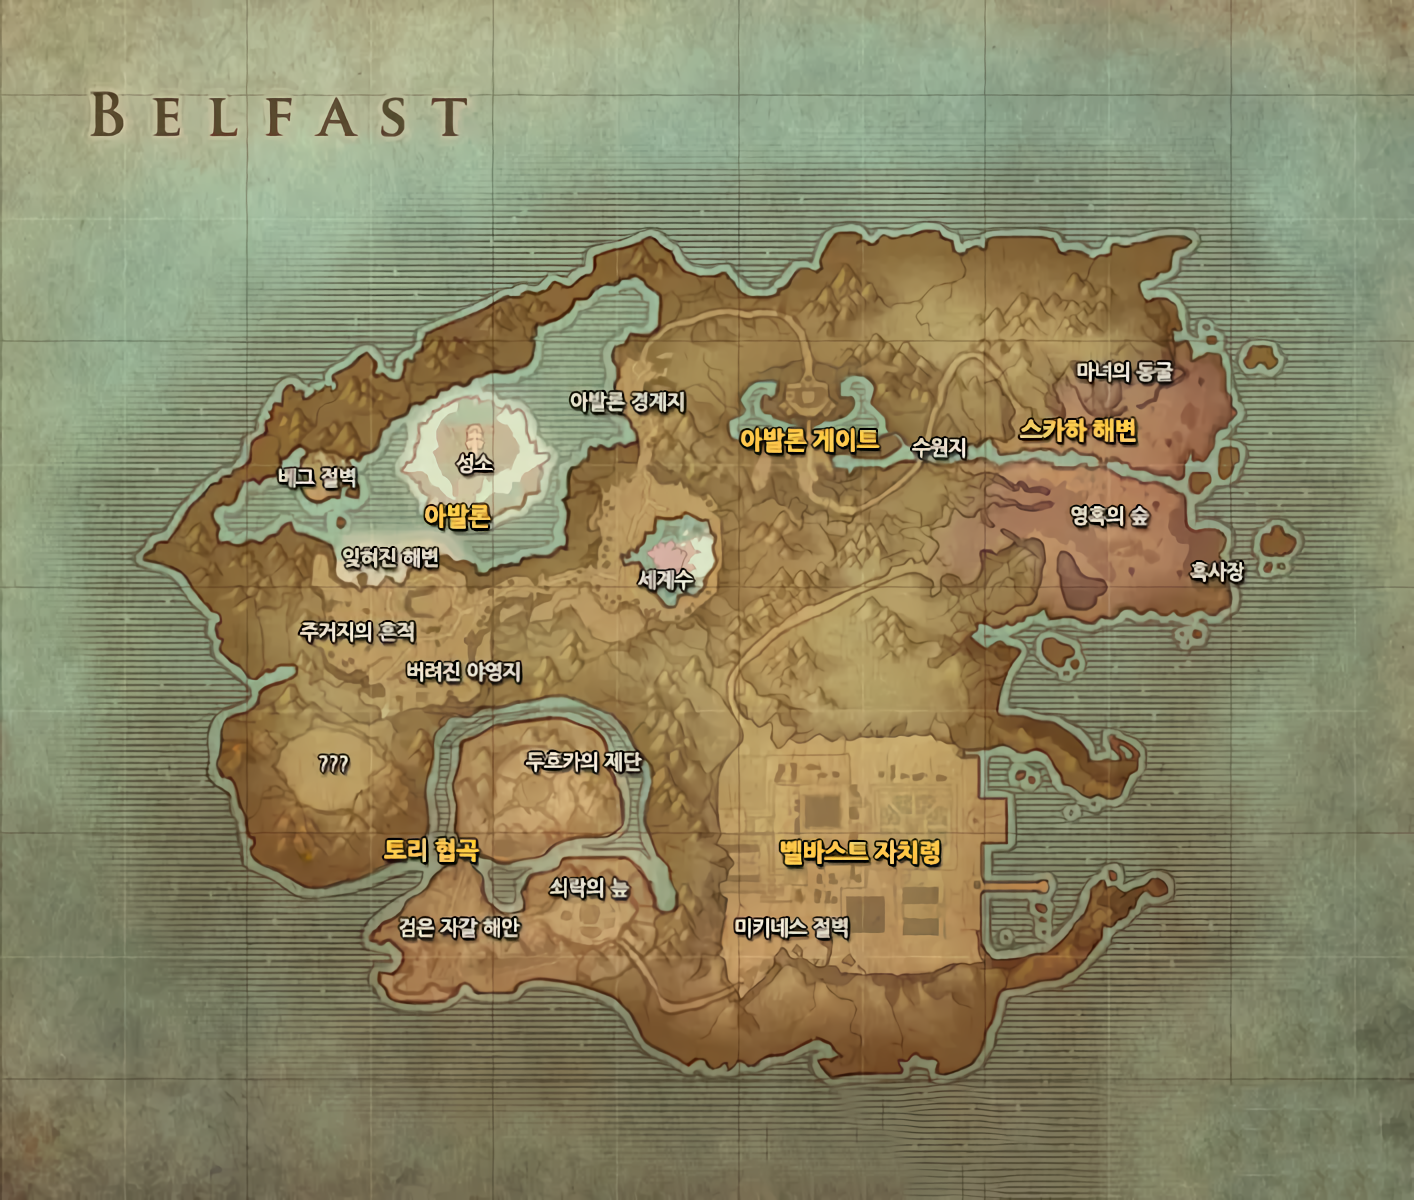 BELFAST
마녀의 동굴
아발론 경계지
스카하 해변
아발론 게이트
수원지
성소
베그 절벽
아발론
영혹의 숲
잊혀진 해변
세계수
흑사장
주거지의 흔적
버려진 야영지
???
두흐카의 제단
토리 협곡
벨바스트 자치령
쇠락의 늪
검은 자갈 해안
미키네스 절벽